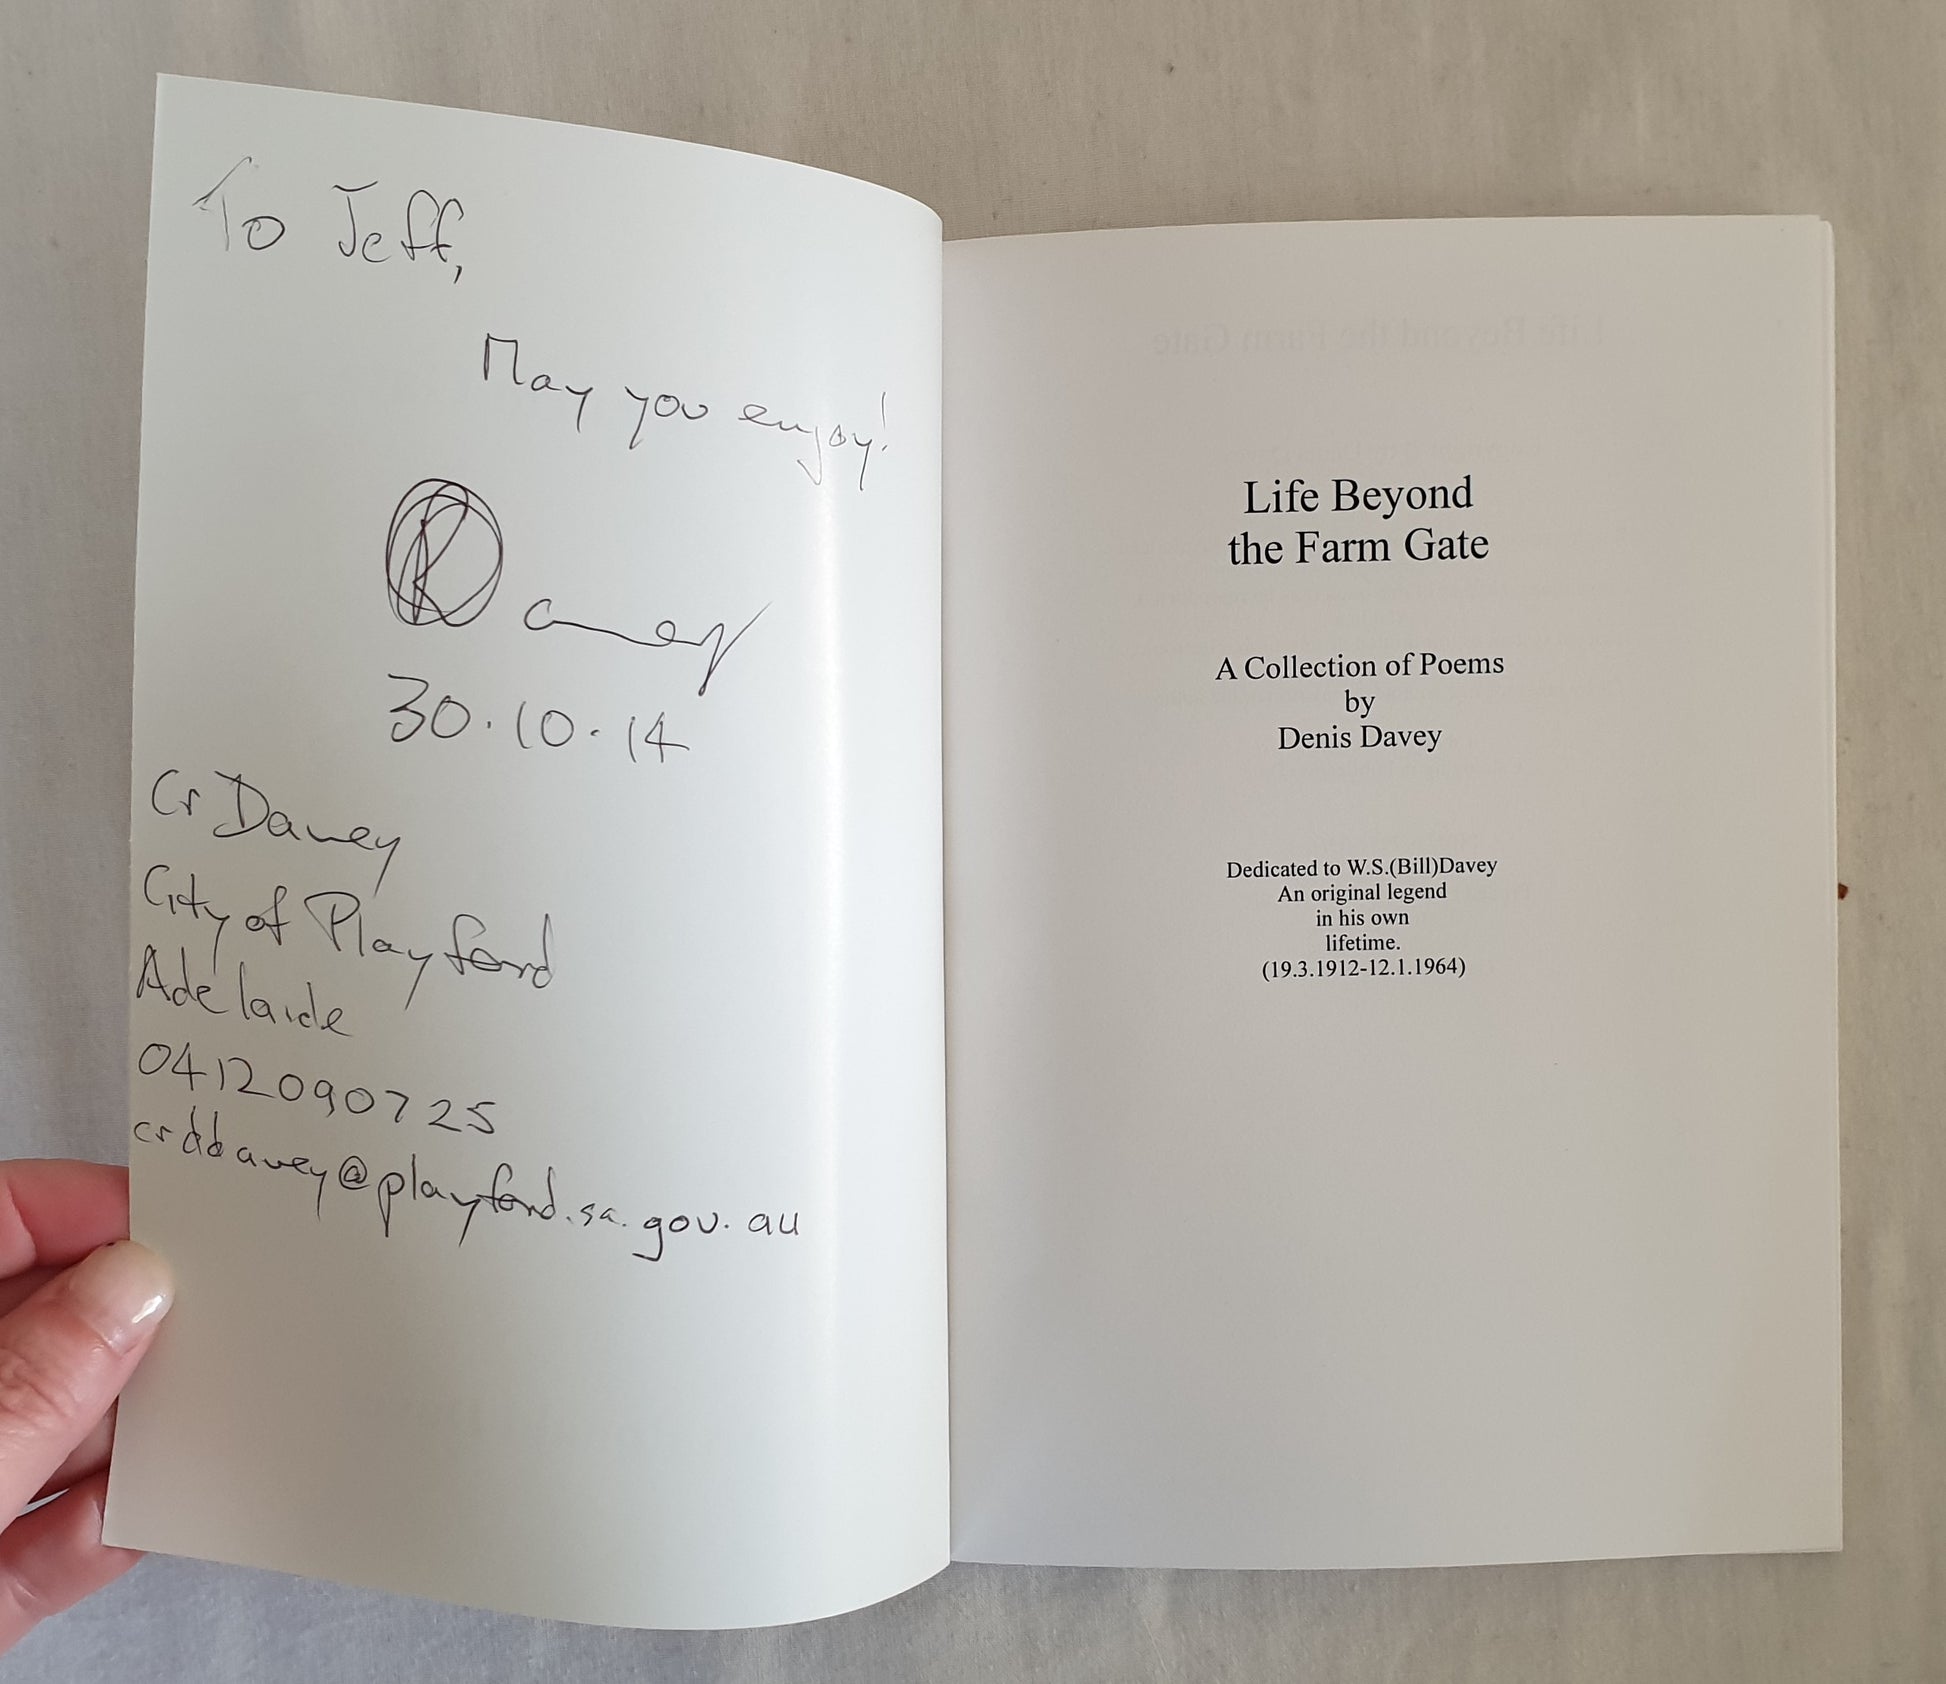 To Jeff,
May you enjoy!
30.10.14
Cr Davey
City of Playford
Adelaide
0412090725
crddavey@playford.sa.gov.au
Life Beyond
the Farm Gate
A Collection of Poems
by
Denis Davey
Dedicated to W.S.(Bill)Davey
An original legend
in his own
lifetime.
(19.3.1912-12.1.1964)